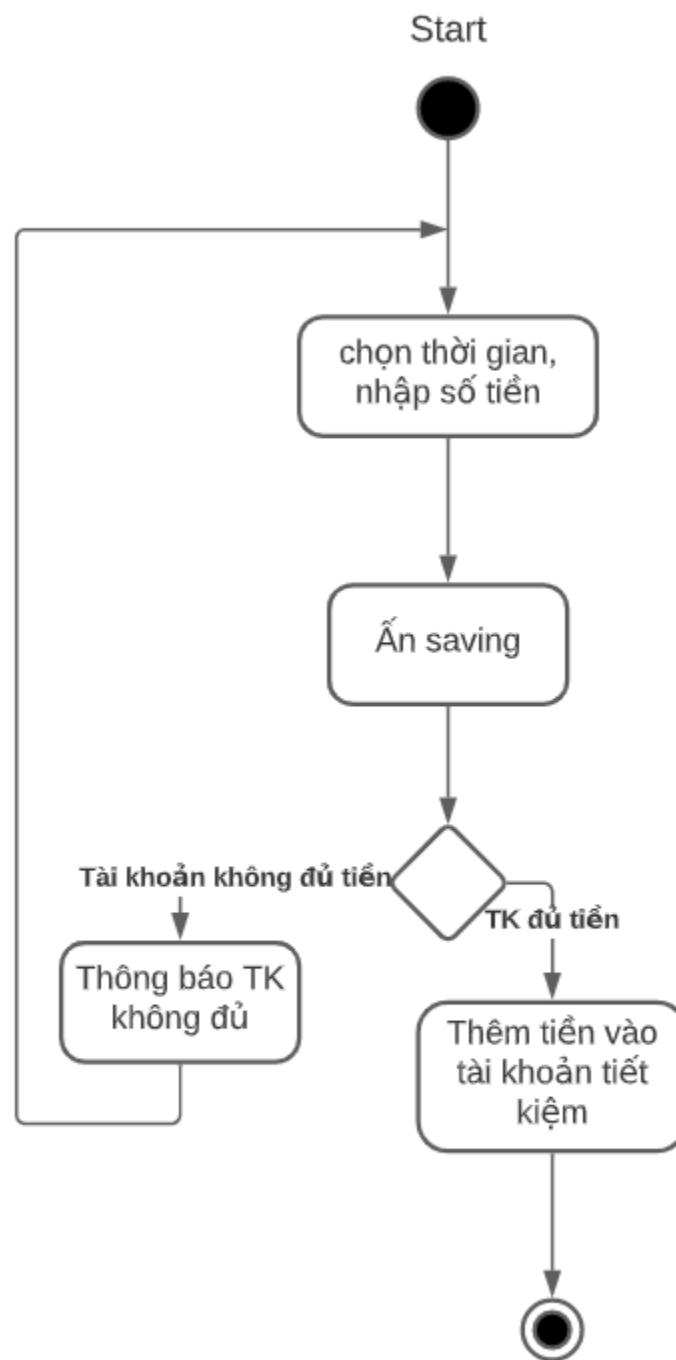 Start
chọn thời gian,
nhập số tiền
Ấn saving
Tài khoản không đủ tiền
TK đủ tiền
Thông báo TK
không đủ
Thêm tiền vào
tài khoản tiết
kiệm